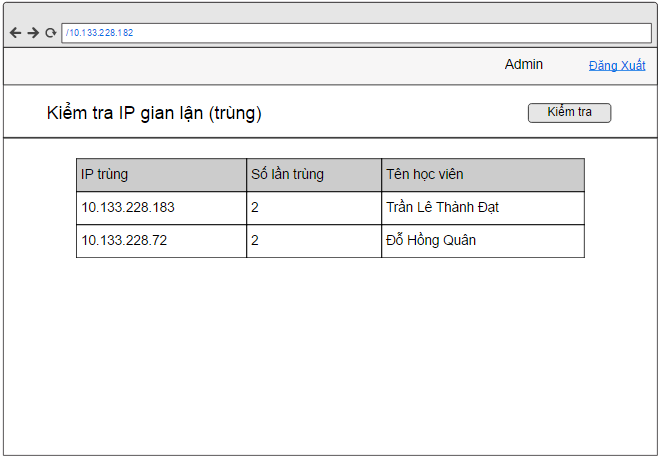 /10.133.228.182
Admin Đăng Xuất
Kiểm tra IP gian lận (trùng) Kiểm tra
IP trùng Số lần trùng Tên học viên
10.133.228.183 2 Trần Lê Thành Đạt
10.133.228.72 2 Đỗ Hồng Quân